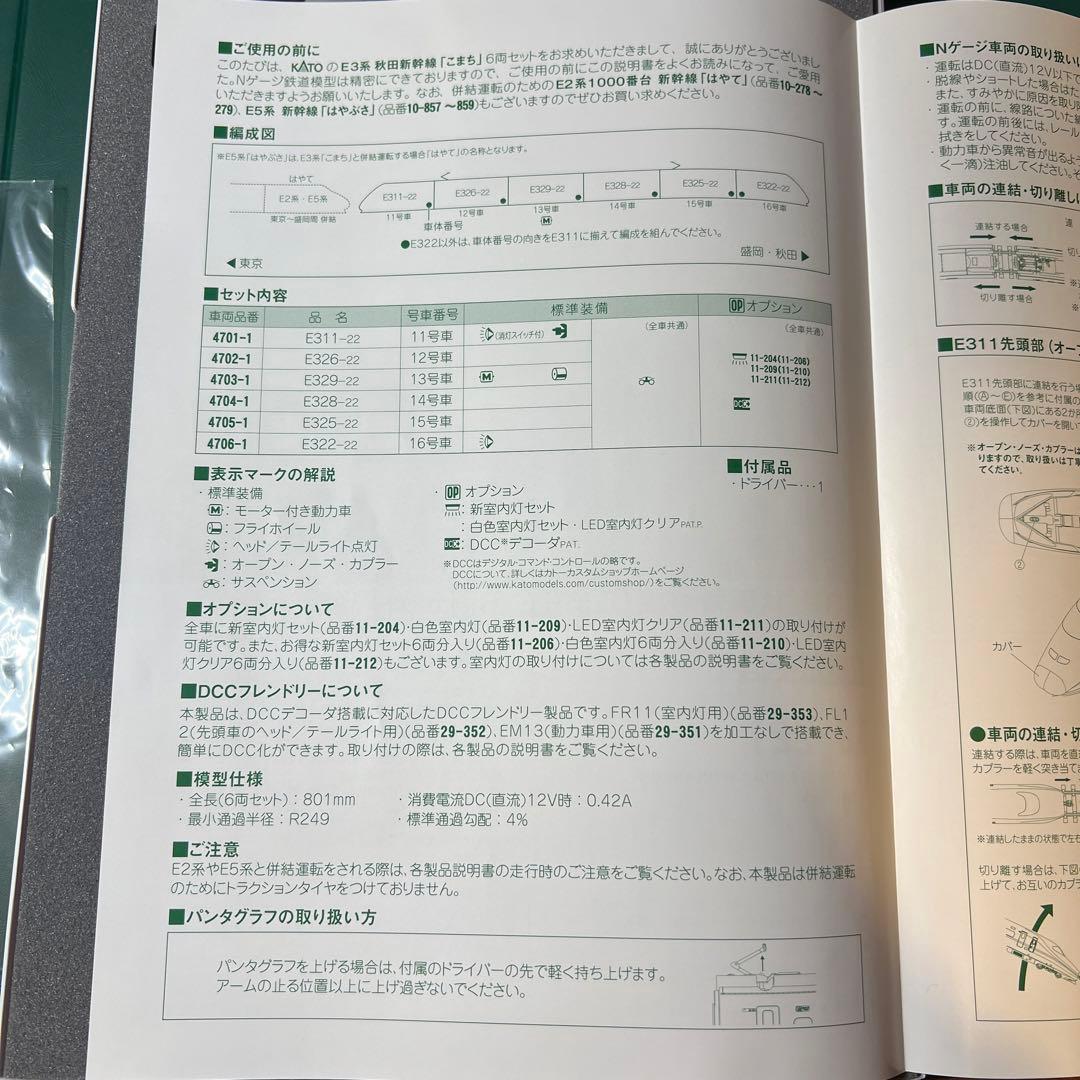 ■ご使用の前に
このたびは、KATOのE3系 秋田新幹線「こまち」6両セットをお求めいただきまして、誠にありがとうございまし
た。Nゲージ鉄道模型は精密にできておりますので、ご使用の前にこの説明書をよくお読みになって、ご愛用
いただきますようお願いいたします。なお、併結運転のためのE2系1000番台 新幹線「はやて」(品番10-278〜
279)、E5系 新幹線「はやぶさ」(品番10-857〜859)もございますのでぜひお買い求めください。
■編成図
※E5系「はやぶさ」は、E3系「こまち」と併結運転する場合「はやて」の名称となります。
はやて
E2系・E5系
東京〜盛岡間 併結
E311-22 E326-22 E329-22 E328-22 E325-22 E322-22
11号車 12号車 13号車 14号車 15号車 16号車
M
車体番号
●E322以外は、車体番号の向きをE311に揃えて編成を組んでください。
◀東京
盛岡・秋田▶
■セット内容
車両品番 品 名 号車番号 標準装備 OPオプション
4701-1 E311-22 11号車 (消灯スイッチ付) (全車共通) (全車共通)
4702-1 E326-22 12号車 11-204(11-206)
4703-1 E329-22 13号車 M 11-209(11-210)
11-211(11-212)
4704-1 E328-22 14号車 DCC
4705-1 E325-22 15号車
4706-1 E322-22 16号車
■表示マークの解説
・標準装備
M：モーター付き動力車
：フライホイール
：ヘッド／テールライト点灯
：オープン・ノーズ・カプラー
：サスペンション
・OP オプション
：新室内灯セット
：白色室内灯セット・LED室内灯クリアPAT.P.
DCC：DCC※デコーダPAT.
※DCCはデジタル・コマンド・コントロールの略です。
DCCについて、詳しくはカトーカスタムショップホームページ
(http://www.katomodels.com/customshop/)をご覧ください。
■付属品
・ドライバー・・・1
■オプションについて
全車に新室内灯セット(品番11-204)・白色室内灯(品番11-209)・LED室内灯クリア(品番11-211)の取り付けが
可能です。また、お得な新室内灯セット6両分入り(品番11-206)・白色室内灯6両分入り(品番11-210)・LED室内
灯クリア6両分入り(品番11-212)もございます。室内灯の取り付けについては各製品の説明書をご覧ください。
■DCCフレンドリーについて
本製品は、DCCデコーダ搭載に対応したDCCフレンドリー製品です。FR11(室内灯用)(品番29-353)、FL1
2(先頭車のヘッド／テールライト用)(品番29-352)、EM13(動力車用)(品番29-351)を加工なしで搭載でき、
簡単にDCC化ができます。取り付けの際は、各製品の説明書をご覧ください。
■模型仕様
・全長(6両セット)：801mm ・消費電流DC(直流)12V時：0.42A
・最小通過半径：R249 ・標準通過勾配：4%
■ご注意
E2系やE5系と併結運転をされる際は、各製品説明書の走行時のご注意をご覧ください。なお、本製品は併結運転
のためにトラクションタイヤをつけておりません。
■パンタグラフの取り扱い方
パンタグラフを上げる場合は、付属のドライバーの先で軽く持ち上げます。
アームの止る位置以上に上げ過ぎないでください。
■Nゲージ車両の取り扱い
・運転はDC(直流)12V以下で
・脱線やショートした場合はた
また、すみやかに原因を取り
・運転の前に、線路についた
す。運転の前後には、レール
拭きをしてください。
・動力車から異常音が出るよ
く一滴)注油してください。そ
■車両の連結・切り離し
連結する場合
切り離す場合
連
切り
■E311先頭部(オー
E311先頭部に連結を行う場
順(Ⓐ〜Ⓔ)を参考に付属の
車両底面(下図)にある2か
②)を操作してカバーを開い
※オープン・ノーズ・カプラーは
りますので、取り扱いは丁寧
てください。
②
カバー
●車両の連結・切
連結する際は、車両を直
カプラーを軽く突き当て
※連結したままの状態で左右
切り離す場合は、下図
上げて、お互いのカプ